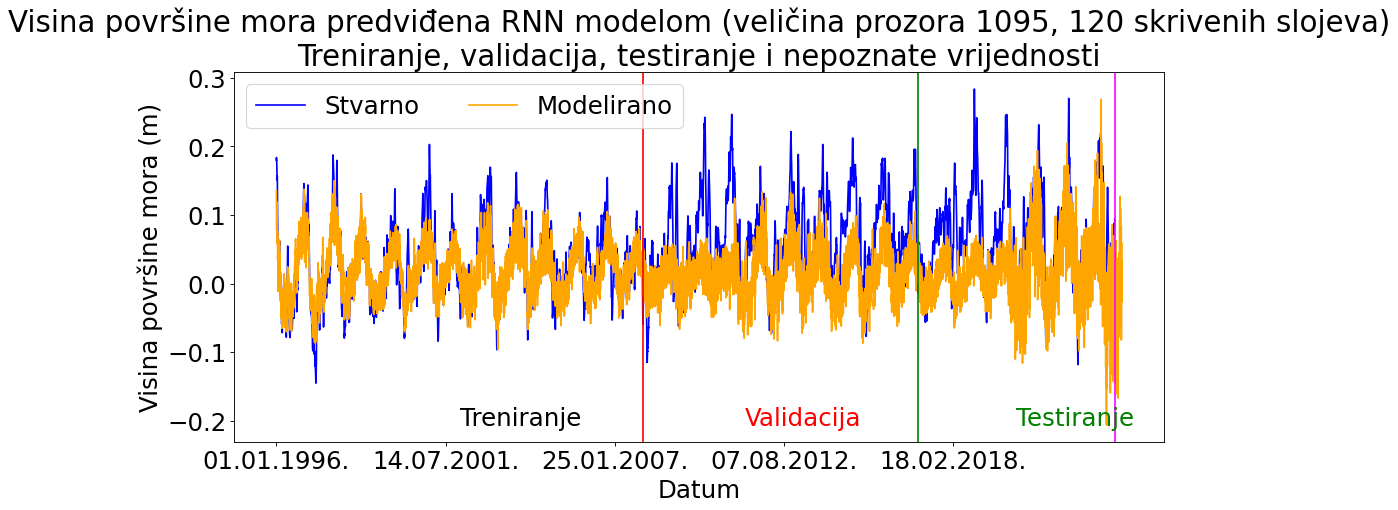 Visina površine mora predviđena RNN modelom (veličina prozora 1095, 120 skrivenih slojeva)
Treniranje, validacija, testiranje i nepoznate vrijednosti
Stvarno
Modelirano
Visina površine mora (m)
0.3
0.2
0.1
0.0
−0.1
−0.2
Treniranje
Validacija
Testiranje
01.01.1996.
14.07.2001.
25.01.2007.
07.08.2012.
18.02.2018.
Datum